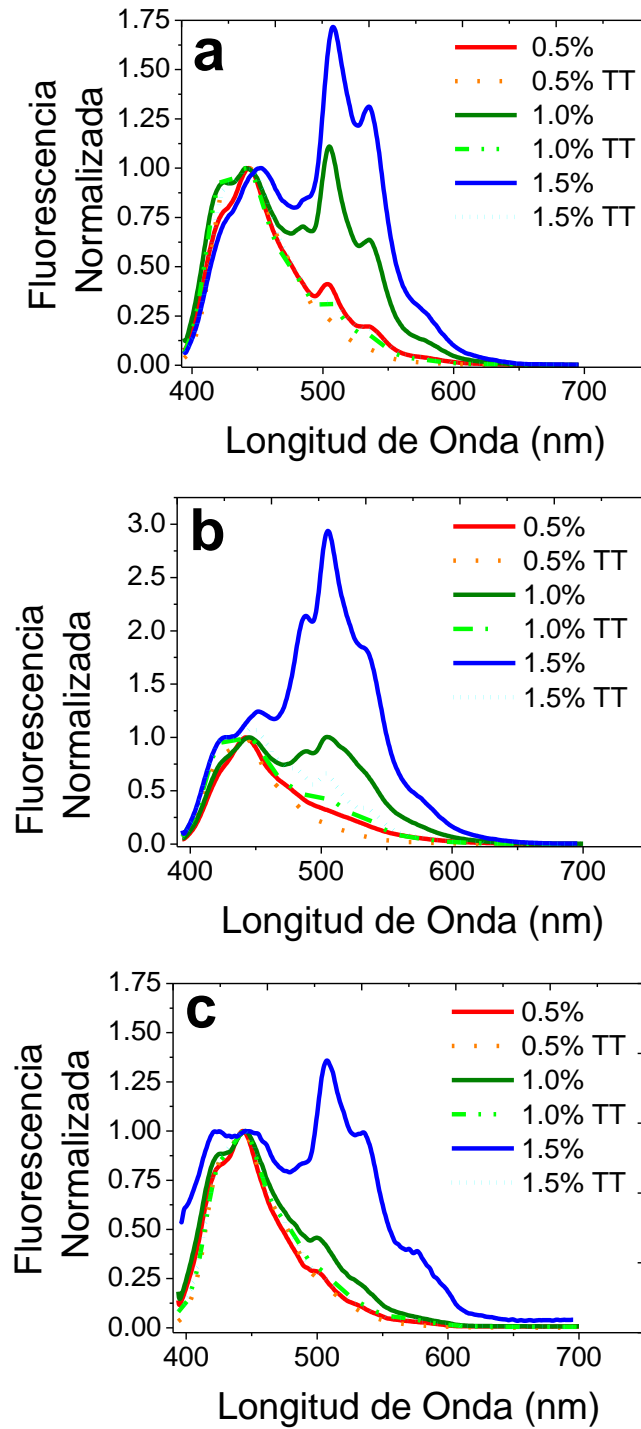 a
1.75
1.50
1.25
1.00
0.75
0.50
0.25
0.00
400 500 600 700
Fluorescencia
Normalizada
Longitud de Onda (nm)
0.5%
0.5% TT
1.0%
1.0% TT
1.5%
1.5% TT
b
3.0
2.5
2.0
1.5
1.0
0.5
0.0
400 500 600 700
Fluorescencia
Normalizada
Longitud de Onda (nm)
0.5%
0.5% TT
1.0%
1.0% TT
1.5%
1.5% TT
c
1.75
1.50
1.25
1.00
0.75
0.50
0.25
0.00
400 500 600 700
Fluorescencia
Normalizada
Longitud de Onda (nm)
0.5%
0.5% TT
1.0%
1.0% TT
1.5%
1.5% TT